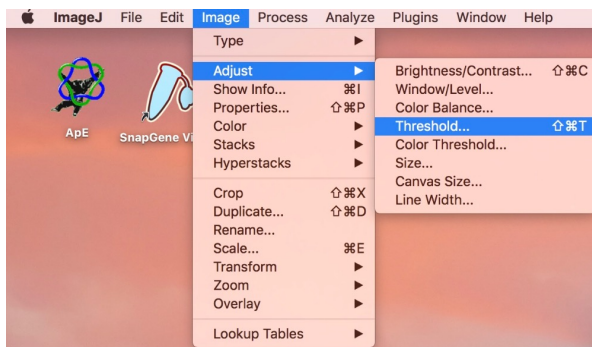 ImageJ File Edit Image Process Analyze Plugins Window Help
Type
Adjust
Show Info... ⌘I
Properties... ⇧⌘P
Color
Stacks
Hyperstacks
Crop ⇧⌘X
Duplicate... ⇧⌘D
Rename...
Scale... ⌘E
Transform
Zoom
Overlay
Lookup Tables
Brightness/Contrast... ⇧⌘C
Window/Level...
Color Balance...
Threshold... ⇧⌘T
Color Threshold...
Size...
Canvas Size...
Line Width...
ApE
SnapGene Vi